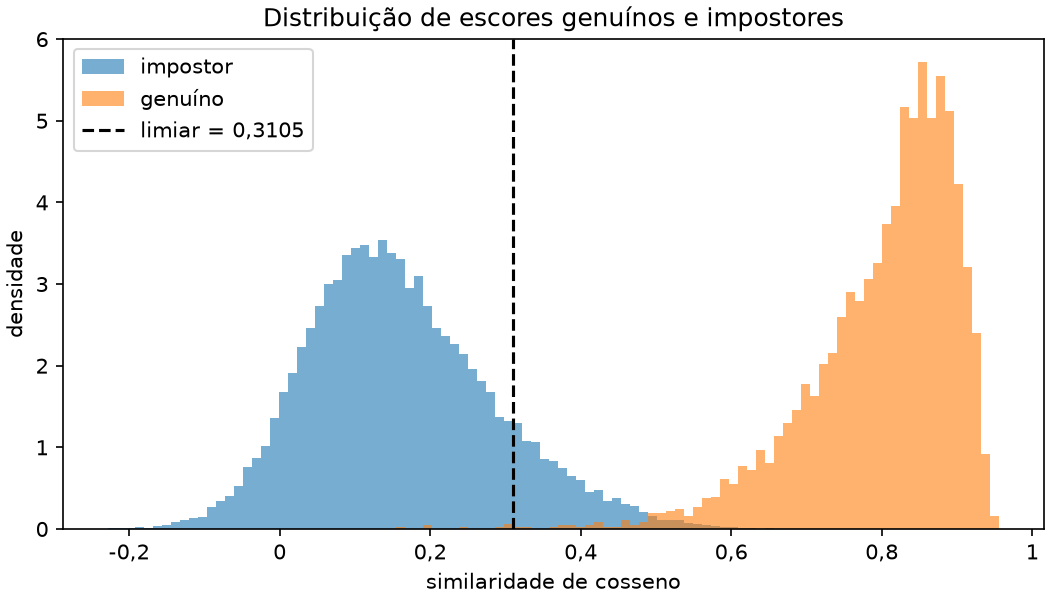 Distribuição de escores genuínos e impostores
impostor
genuíno
limiar = 0,3105
densidade
6
5
4
3
2
1
0
-0,2
0
0,2
0,4
0,6
0,8
1
similaridade de cosseno